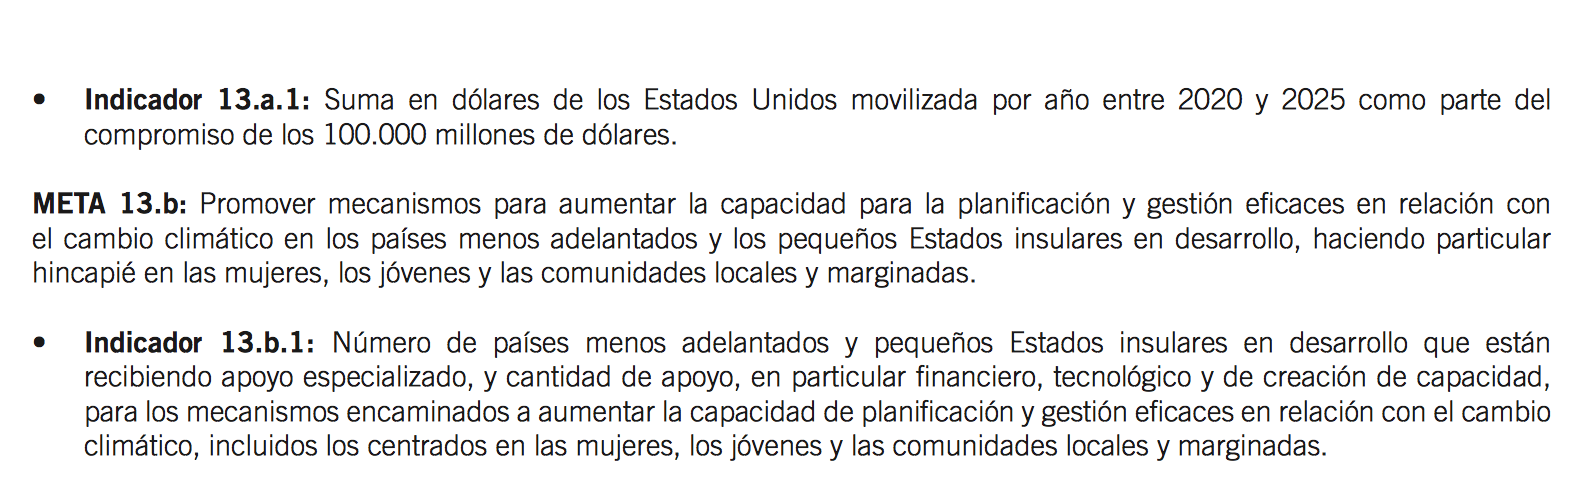 • Indicador 13.a.1: Suma en dólares de los Estados Unidos movilizada por año entre 2020 y 2025 como parte del
compromiso de los 100.000 millones de dólares.
META 13.b: Promover mecanismos para aumentar la capacidad para la planificación y gestión eficaces en relación con
el cambio climático en los países menos adelantados y los pequeños Estados insulares en desarrollo, haciendo particular
hincapié en las mujeres, los jóvenes y las comunidades locales y marginadas.
• Indicador 13.b.1: Número de países menos adelantados y pequeños Estados insulares en desarrollo que están
recibiendo apoyo especializado, y cantidad de apoyo, en particular financiero, tecnológico y de creación de capacidad,
para los mecanismos encaminados a aumentar la capacidad de planificación y gestión eficaces en relación con el cambio
climático, incluidos los centrados en las mujeres, los jóvenes y las comunidades locales y marginadas.